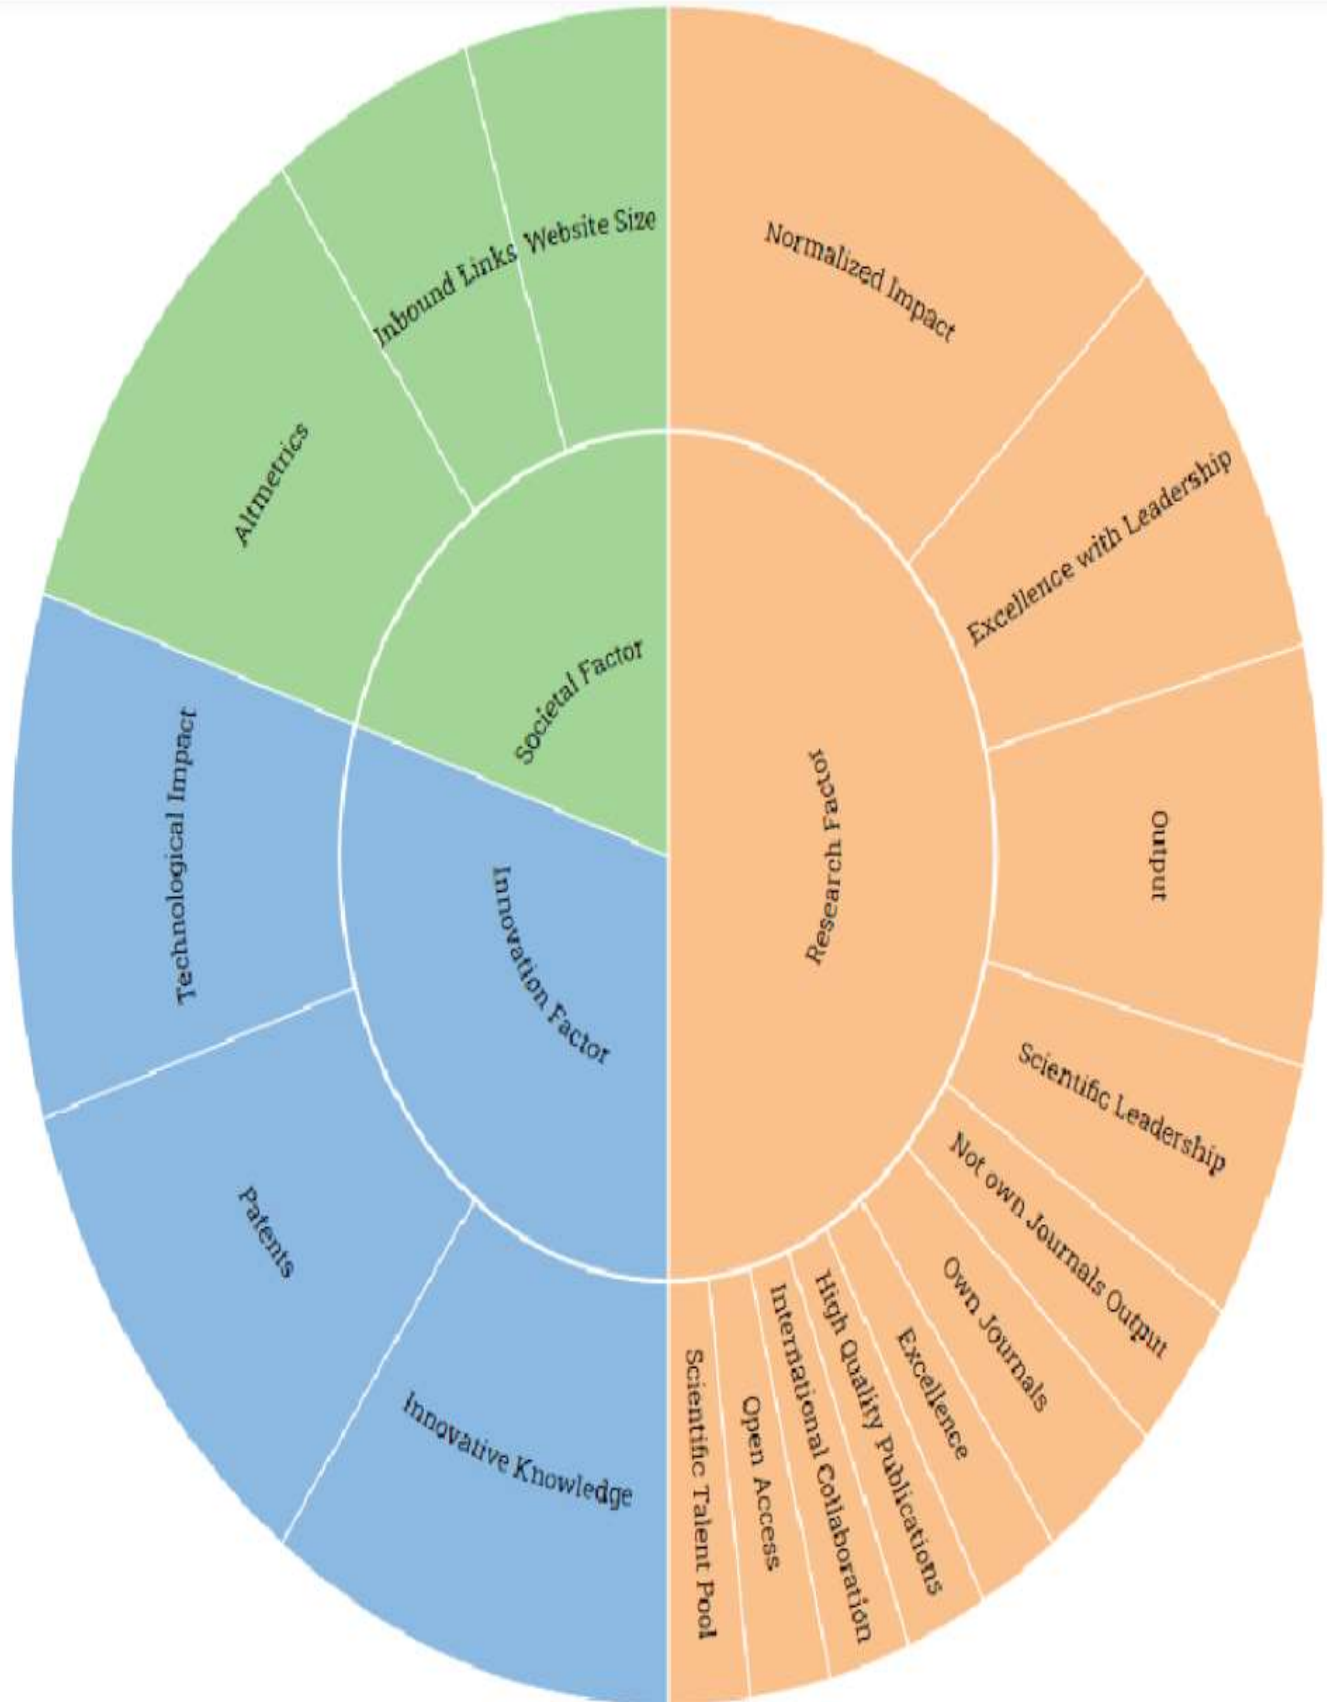 Website Size
Inbound Links
Normalized Impact
Altmetrics
Excellence with Leadership
Societal Factor
Technological Impact
Research Factor
Output
Innovation Factor
Scientific Leadership
Not own Journals Output
Patents
Own Journals
Excellence
High Quality Publications
International Collaboration
Open Access
Scientific Talent Pool
Innovative Knowledge